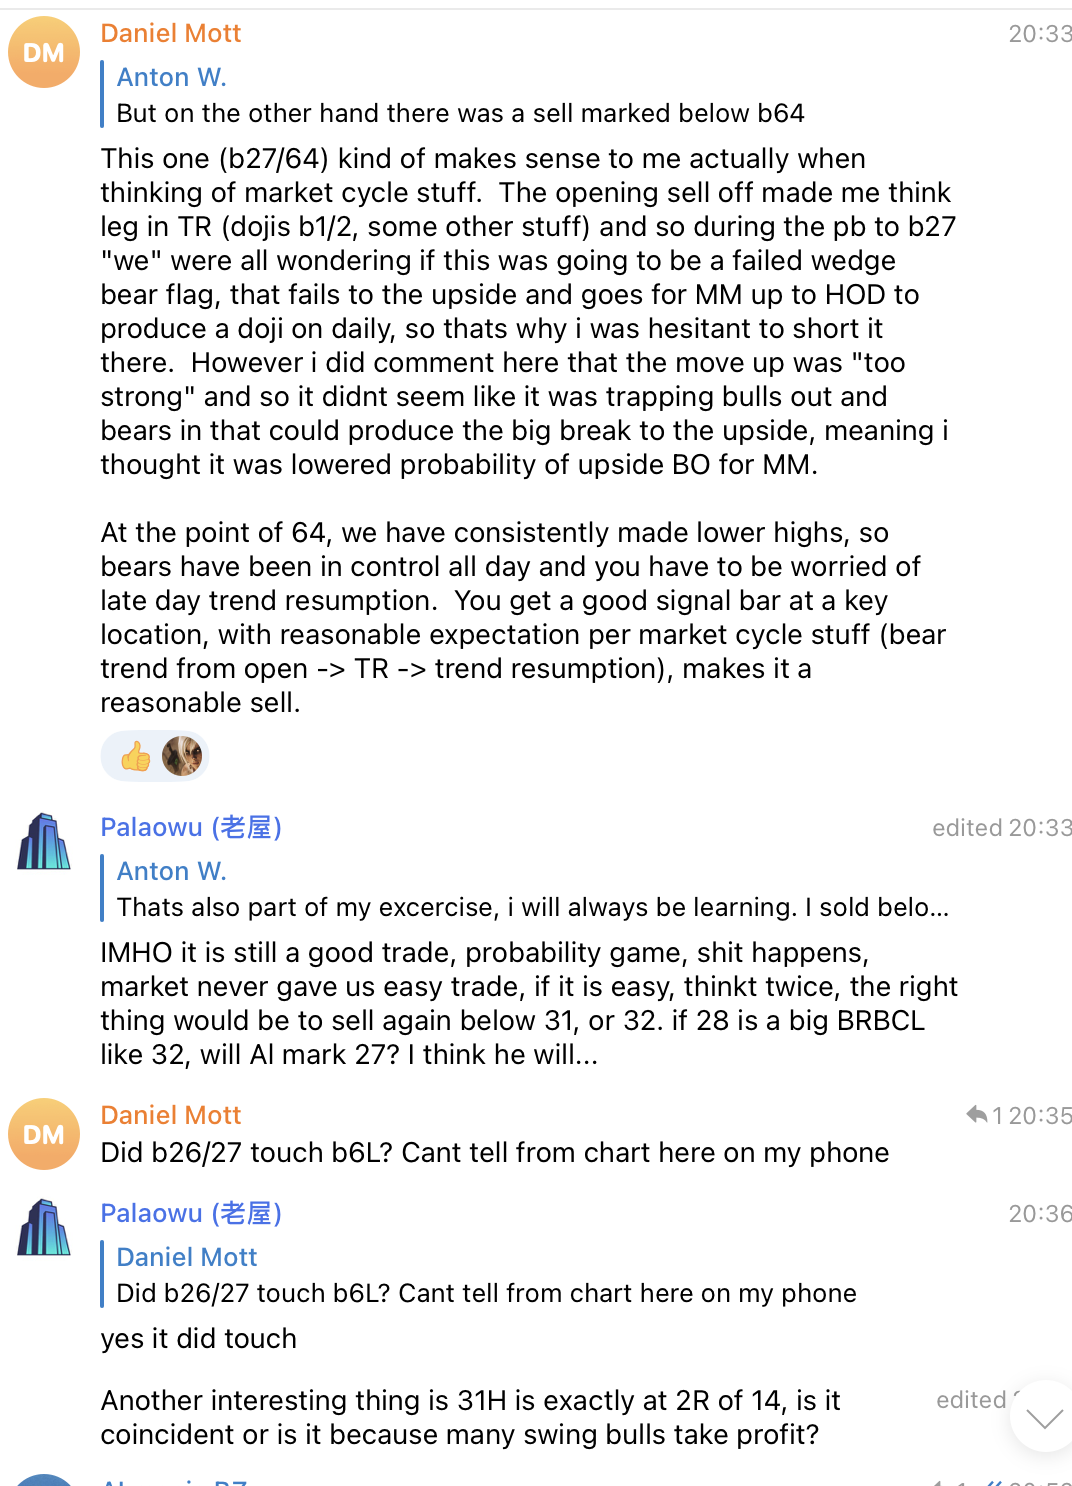 Daniel Mott 20:33
DM
Anton W.
But on the other hand there was a sell marked below b64
This one (b27/64) kind of makes sense to me actually when
thinking of market cycle stuff.  The opening sell off made me think
leg in TR (dojis b1/2, some other stuff) and so during the pb to b27
"we" were all wondering if this was going to be a failed wedge
bear flag, that fails to the upside and goes for MM up to HOD to
produce a doji on daily, so thats why i was hesitant to short it
there.  However i did comment here that the move up was "too
strong" and so it didnt seem like it was trapping bulls out and
bears in that could produce the big break to the upside, meaning i
thought it was lowered probability of upside BO for MM.
At the point of 64, we have consistently made lower highs, so
bears have been in control all day and you have to be worried of
late day trend resumption.  You get a good signal bar at a key
location, with reasonable expectation per market cycle stuff (bear
trend from open -> TR -> trend resumption), makes it a
reasonable sell.
Palaowu (老屋) edited 20:33
Anton W.
Thats also part of my excercise, i will always be learning. I sold belo...
IMHO it is still a good trade, probability game, shit happens,
market never gave us easy trade, if it is easy, thinkt twice, the right
thing would be to sell again below 31, or 32. if 28 is a big BRBCL
like 32, will Al mark 27? I think he will...
Daniel Mott 1 20:35
DM
Did b26/27 touch b6L? Cant tell from chart here on my phone
Palaowu (老屋) 20:36
Daniel Mott
Did b26/27 touch b6L? Cant tell from chart here on my phone
yes it did touch
Another interesting thing is 31H is exactly at 2R of 14, is it edited
coincident or is it because many swing bulls take profit?